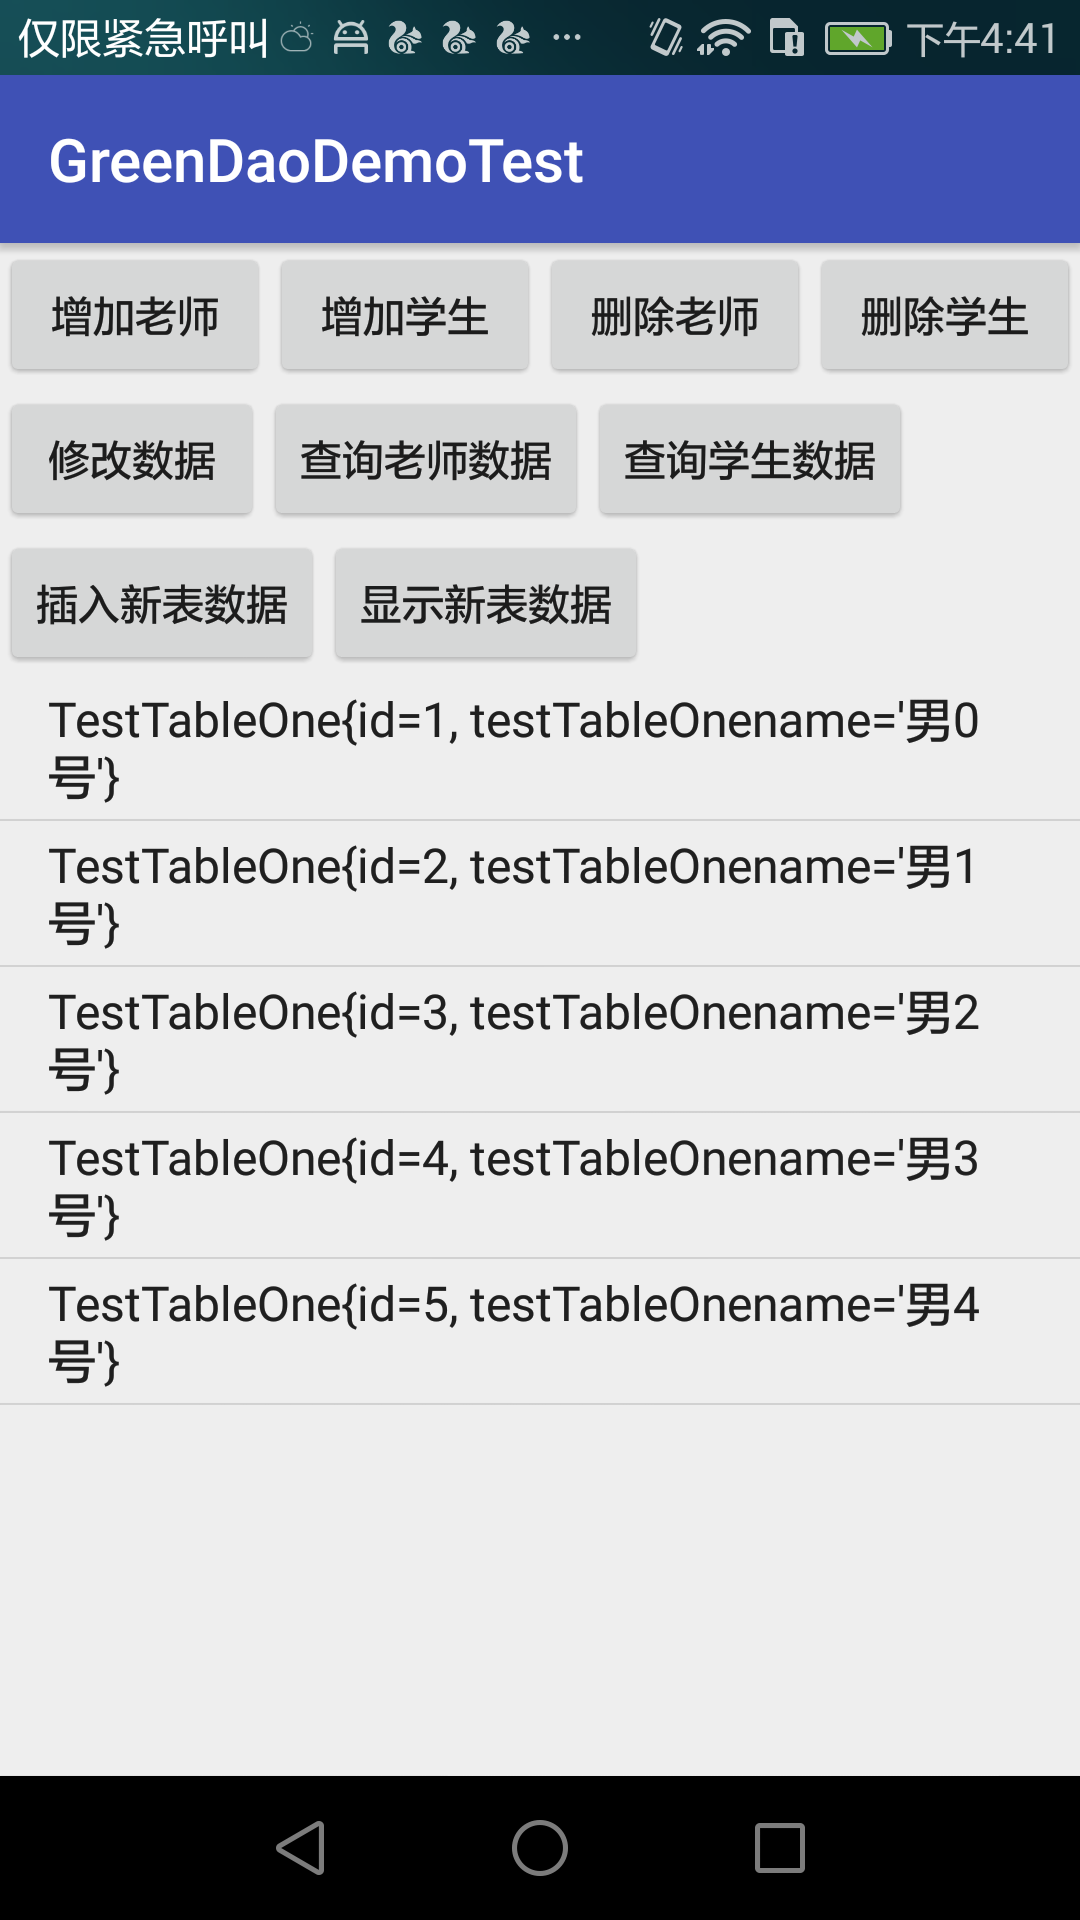 仅限紧急呼叫 下午4:41
GreenDaoDemoTest
增加老师 增加学生 删除老师 删除学生
修改数据 查询老师数据 查询学生数据
插入新表数据 显示新表数据
TestTableOne{id=1, testTableOnename='男0
号'}
TestTableOne{id=2, testTableOnename='男1
号'}
TestTableOne{id=3, testTableOnename='男2
号'}
TestTableOne{id=4, testTableOnename='男3
号'}
TestTableOne{id=5, testTableOnename='男4
号'}